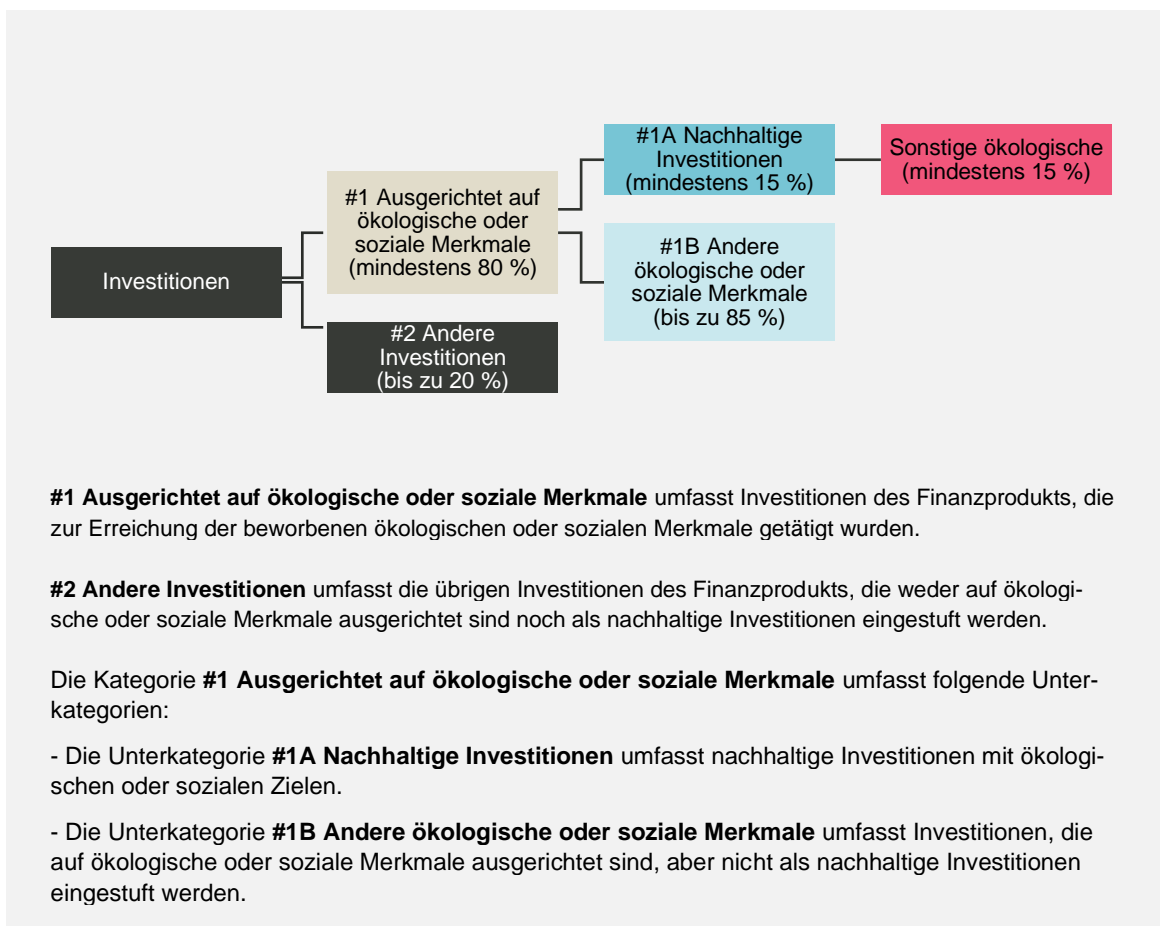 #1A Nachhaltige
Investitionen
(mindestens 15 %)
Sonstige ökologische
(mindestens 15 %)
#1 Ausgerichtet auf
ökologische oder
soziale Merkmale
(mindestens 80 %)
#1B Andere
ökologische oder
soziale Merkmale
(bis zu 85 %)
Investitionen
#2 Andere
Investitionen
(bis zu 20 %)
#1 Ausgerichtet auf ökologische oder soziale Merkmale umfasst Investitionen des Finanzprodukts, die
zur Erreichung der beworbenen ökologischen oder sozialen Merkmale getätigt wurden.
#2 Andere Investitionen umfasst die übrigen Investitionen des Finanzprodukts, die weder auf ökologi-
sche oder soziale Merkmale ausgerichtet sind noch als nachhaltige Investitionen eingestuft werden.
Die Kategorie #1 Ausgerichtet auf ökologische oder soziale Merkmale umfasst folgende Unter-
kategorien:
- Die Unterkategorie #1A Nachhaltige Investitionen umfasst nachhaltige Investitionen mit ökologi-
schen oder sozialen Zielen.
- Die Unterkategorie #1B Andere ökologische oder soziale Merkmale umfasst Investitionen, die
auf ökologische oder soziale Merkmale ausgerichtet sind, aber nicht als nachhaltige Investitionen
eingestuft werden.